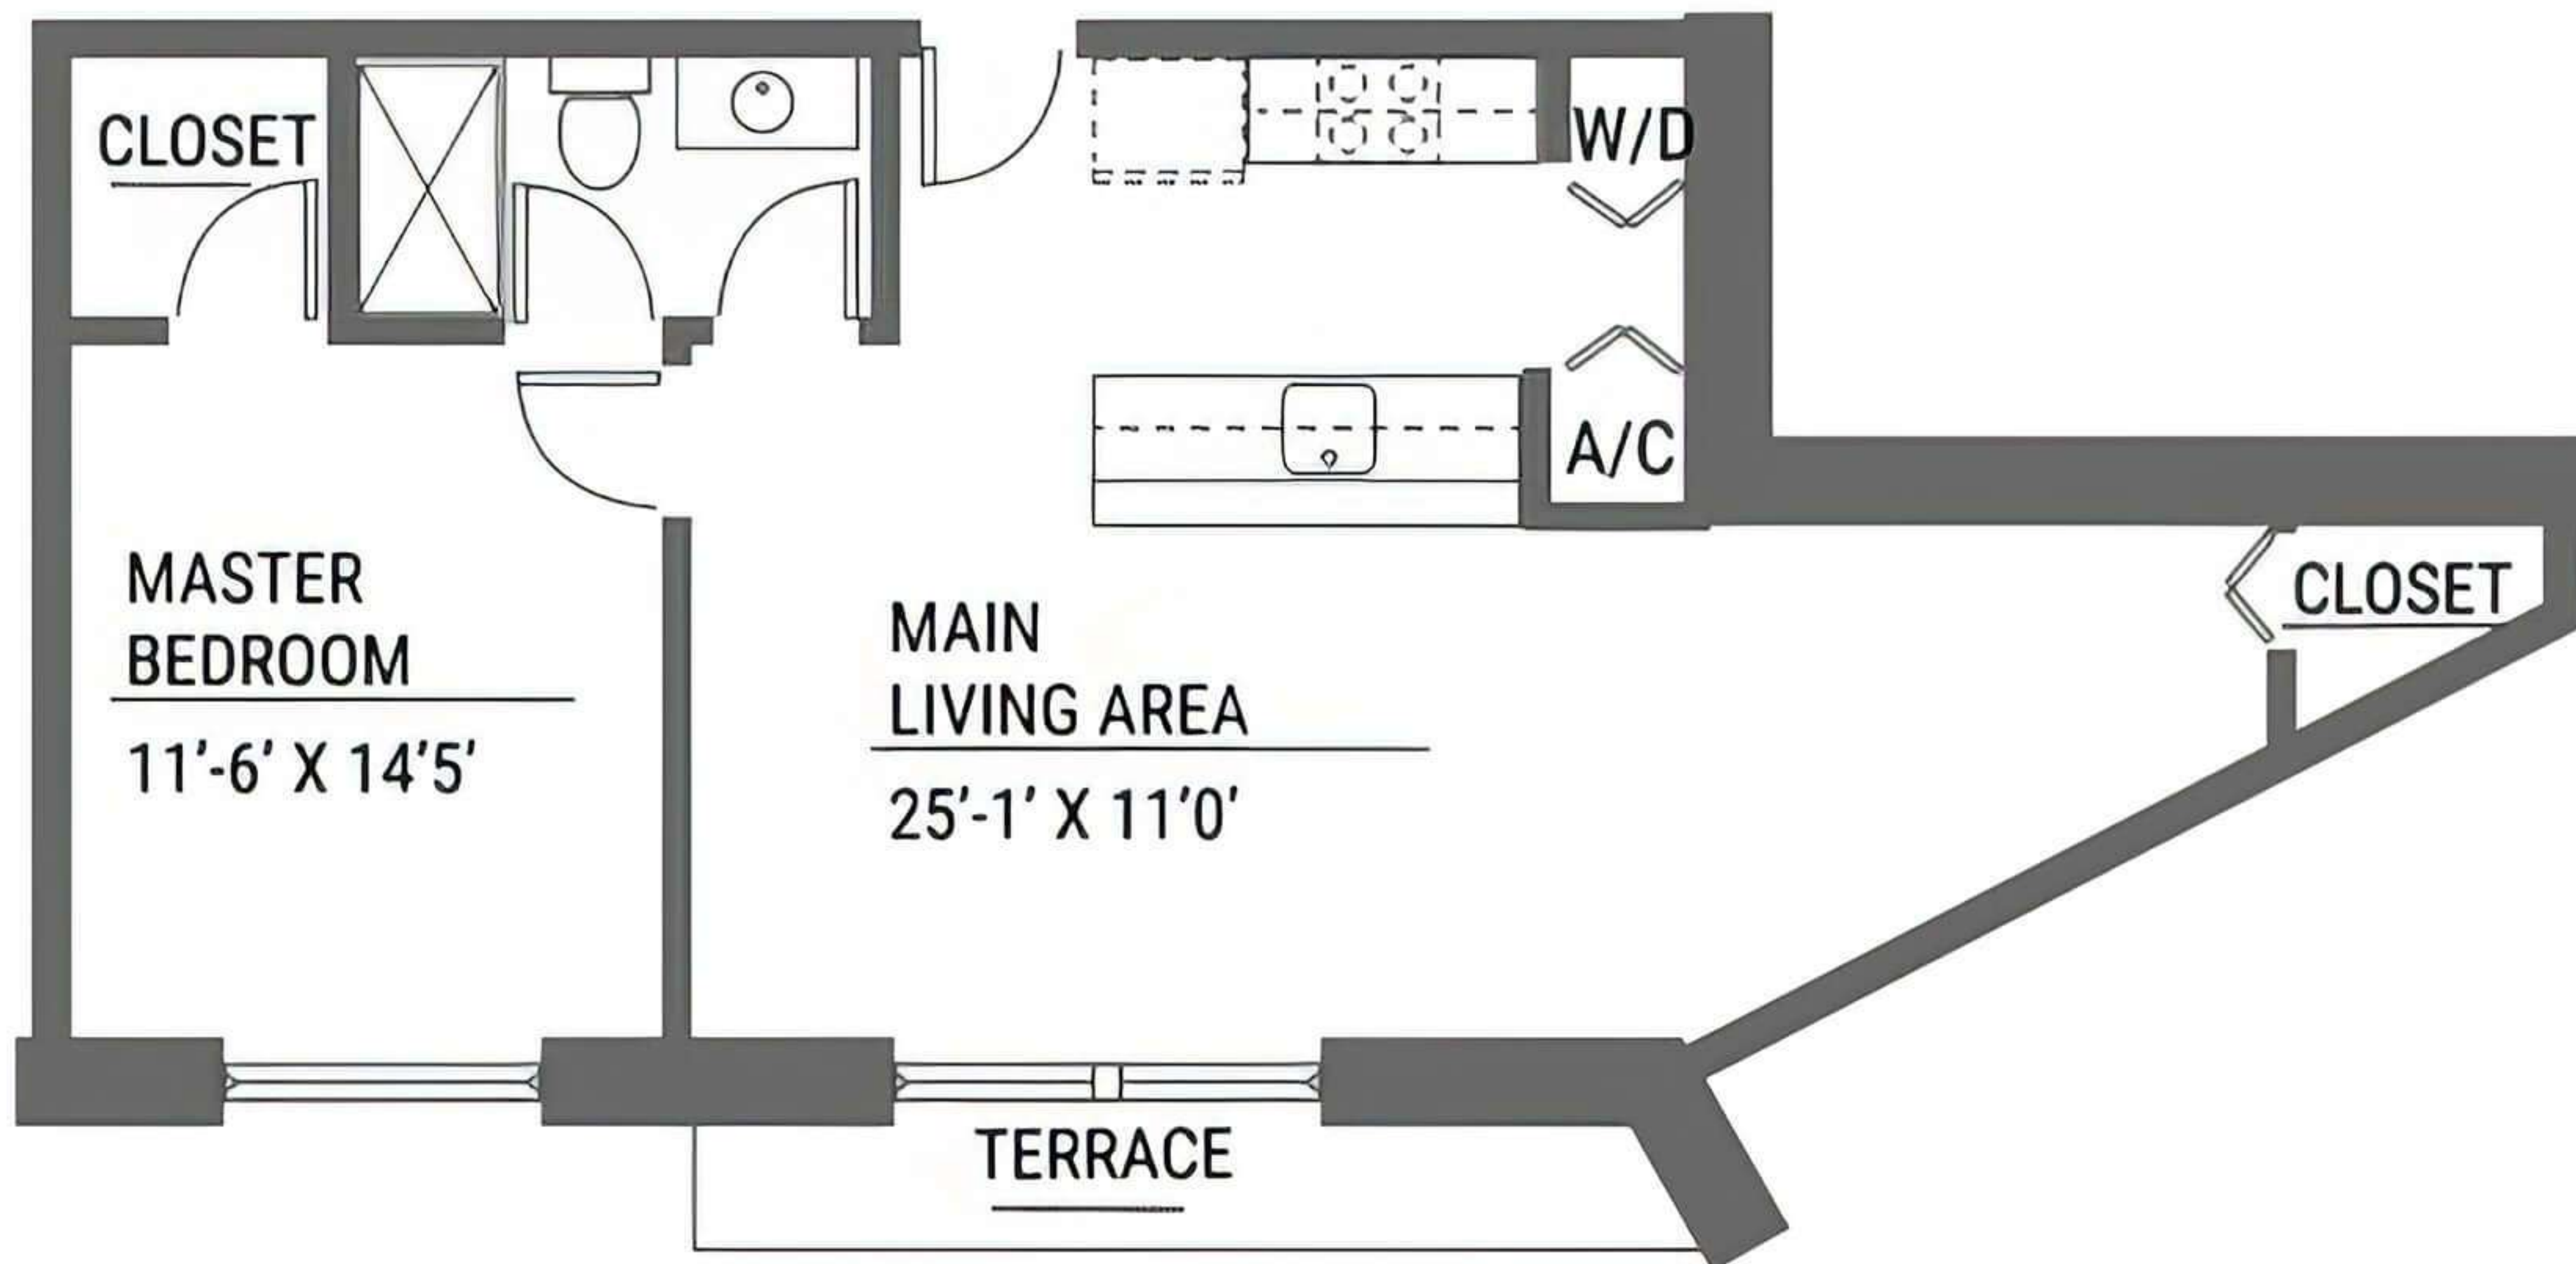 CLOSET
W/D
A/C
MASTER
BEDROOM
11'-6' X 14'5'
MAIN
LIVING AREA
25'-1' X 11'0'
CLOSET
TERRACE